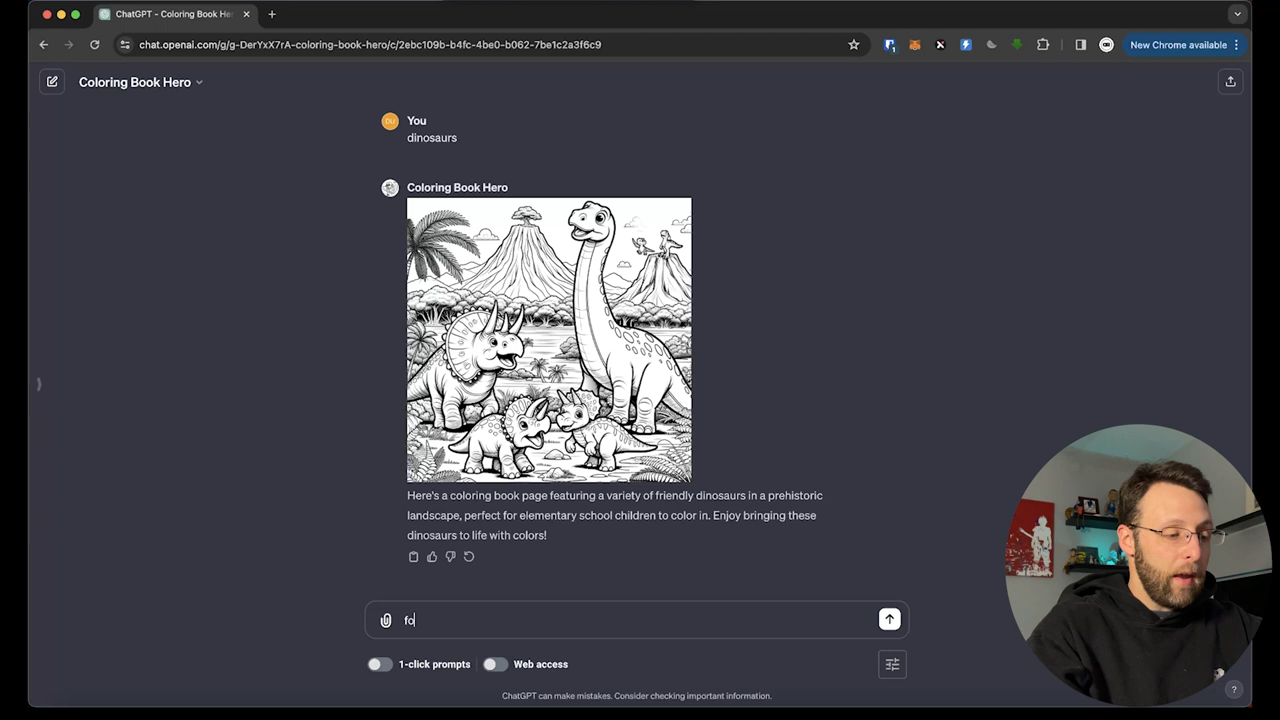 ChatGPT - Coloring Book He
chat.openai.com/g/g-DerYxX7rA-coloring-book-hero/c/2ebc109b-b4fc-4be0-b062-7be1c2a3f6c9
New Chrome available
Coloring Book Hero
DU
You
dinosaurs
Coloring Book Hero
Here's a coloring book page featuring a variety of friendly dinosaurs in a prehistoric
landscape, perfect for elementary school children to color in. Enjoy bringing these
dinosaurs to life with colors!
fo
1-click prompts
Web access
ChatGPT can make mistakes. Consider checking important information.
?